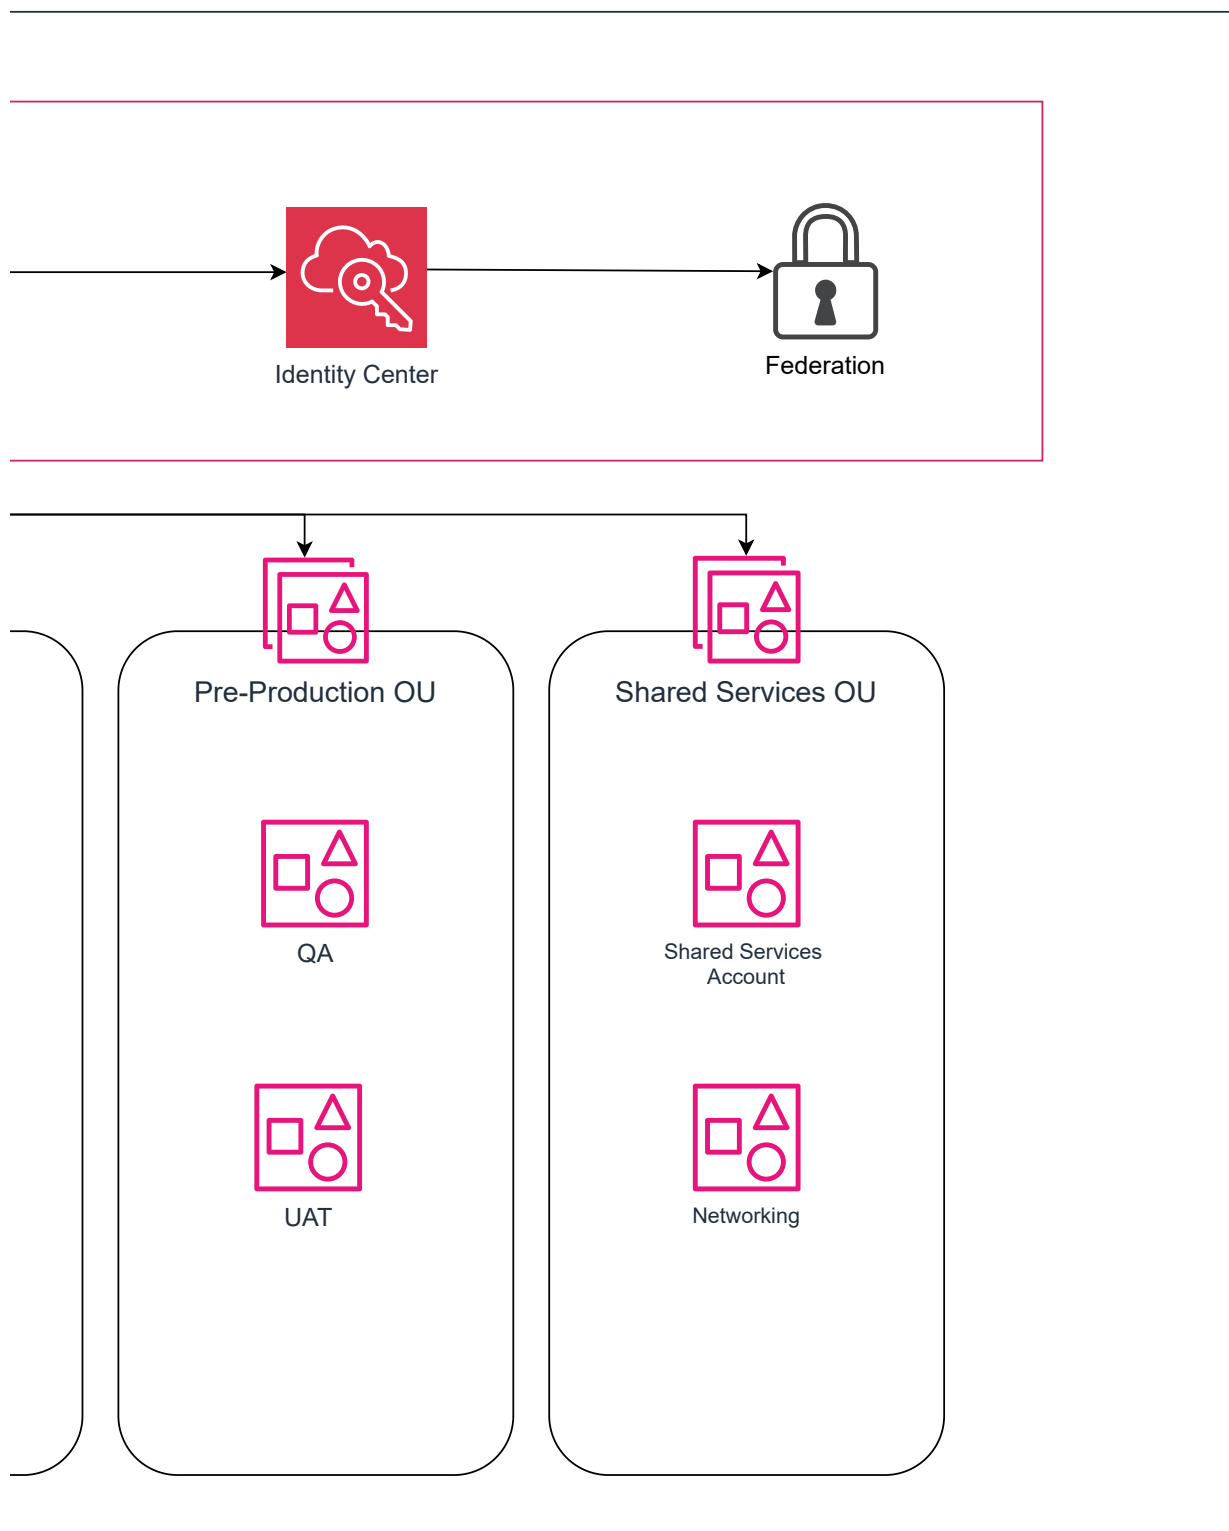 Identity Center
Federation
Pre-Production OU
Shared Services OU
QA
Shared Services
Account
UAT
Networking